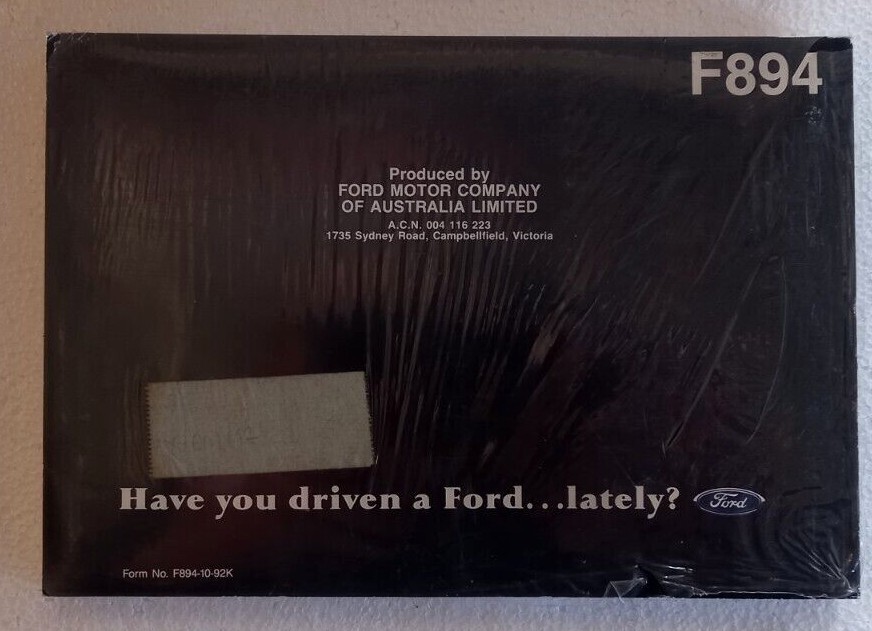 F894
Produced by
FORD MOTOR COMPANY
OF AUSTRALIA LIMITED
A.C.N. 004 116 223
1735 Sydney Road, Campbellfield, Victoria
Have you driven a Ford...lately? Ford
Form No. F894-10-92K